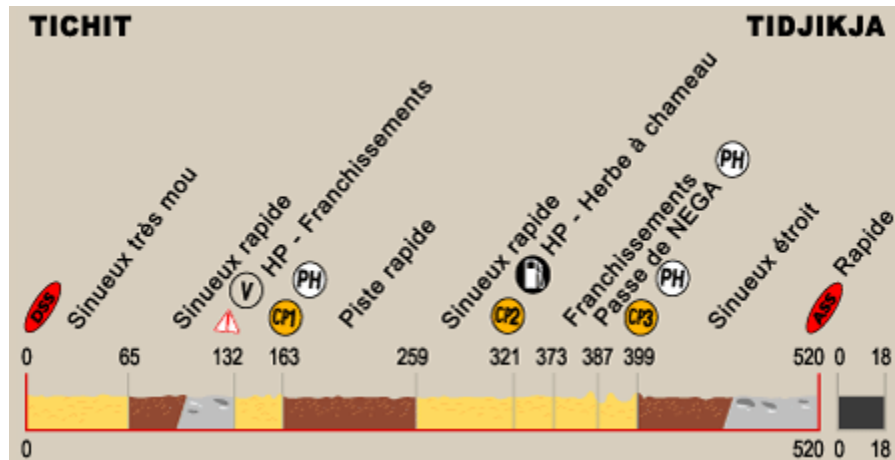 TICHIT
TIDJIKJA
DSS
Sinueux très mou
Sinueux rapide
V
HP - Franchissements
CP1
PH
Piste rapide
Sinueux rapide
CP2
HP - Herbe à chameau
Franchissements
Passe de NEGA
PH
CP3
PH
Sinueux étroit
ASS
Rapide
0 65 132 163 259 321 373 387 399 520 0 18
0 520 0 18